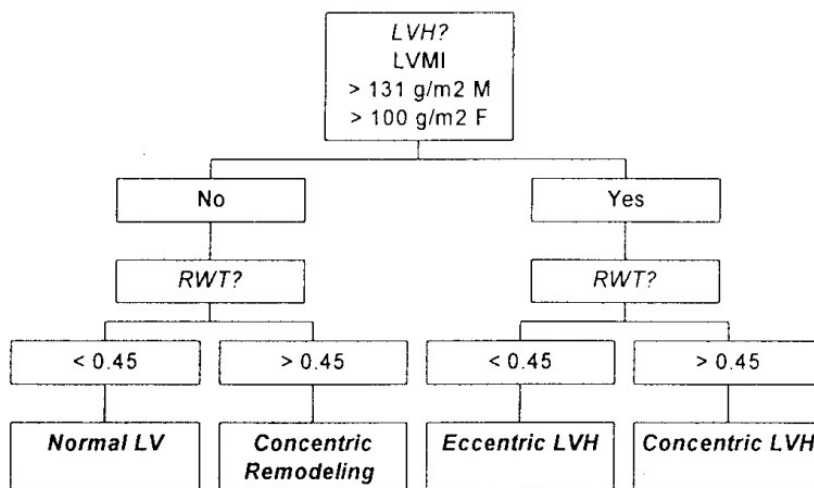 LVH?
LVMI
> 131 g/m2 M
> 100 g/m2 F
No
Yes
RWT?
RWT?
< 0.45
> 0.45
< 0.45
> 0.45
Normal LV
Concentric
Remodeling
Eccentric LVH
Concentric LVH